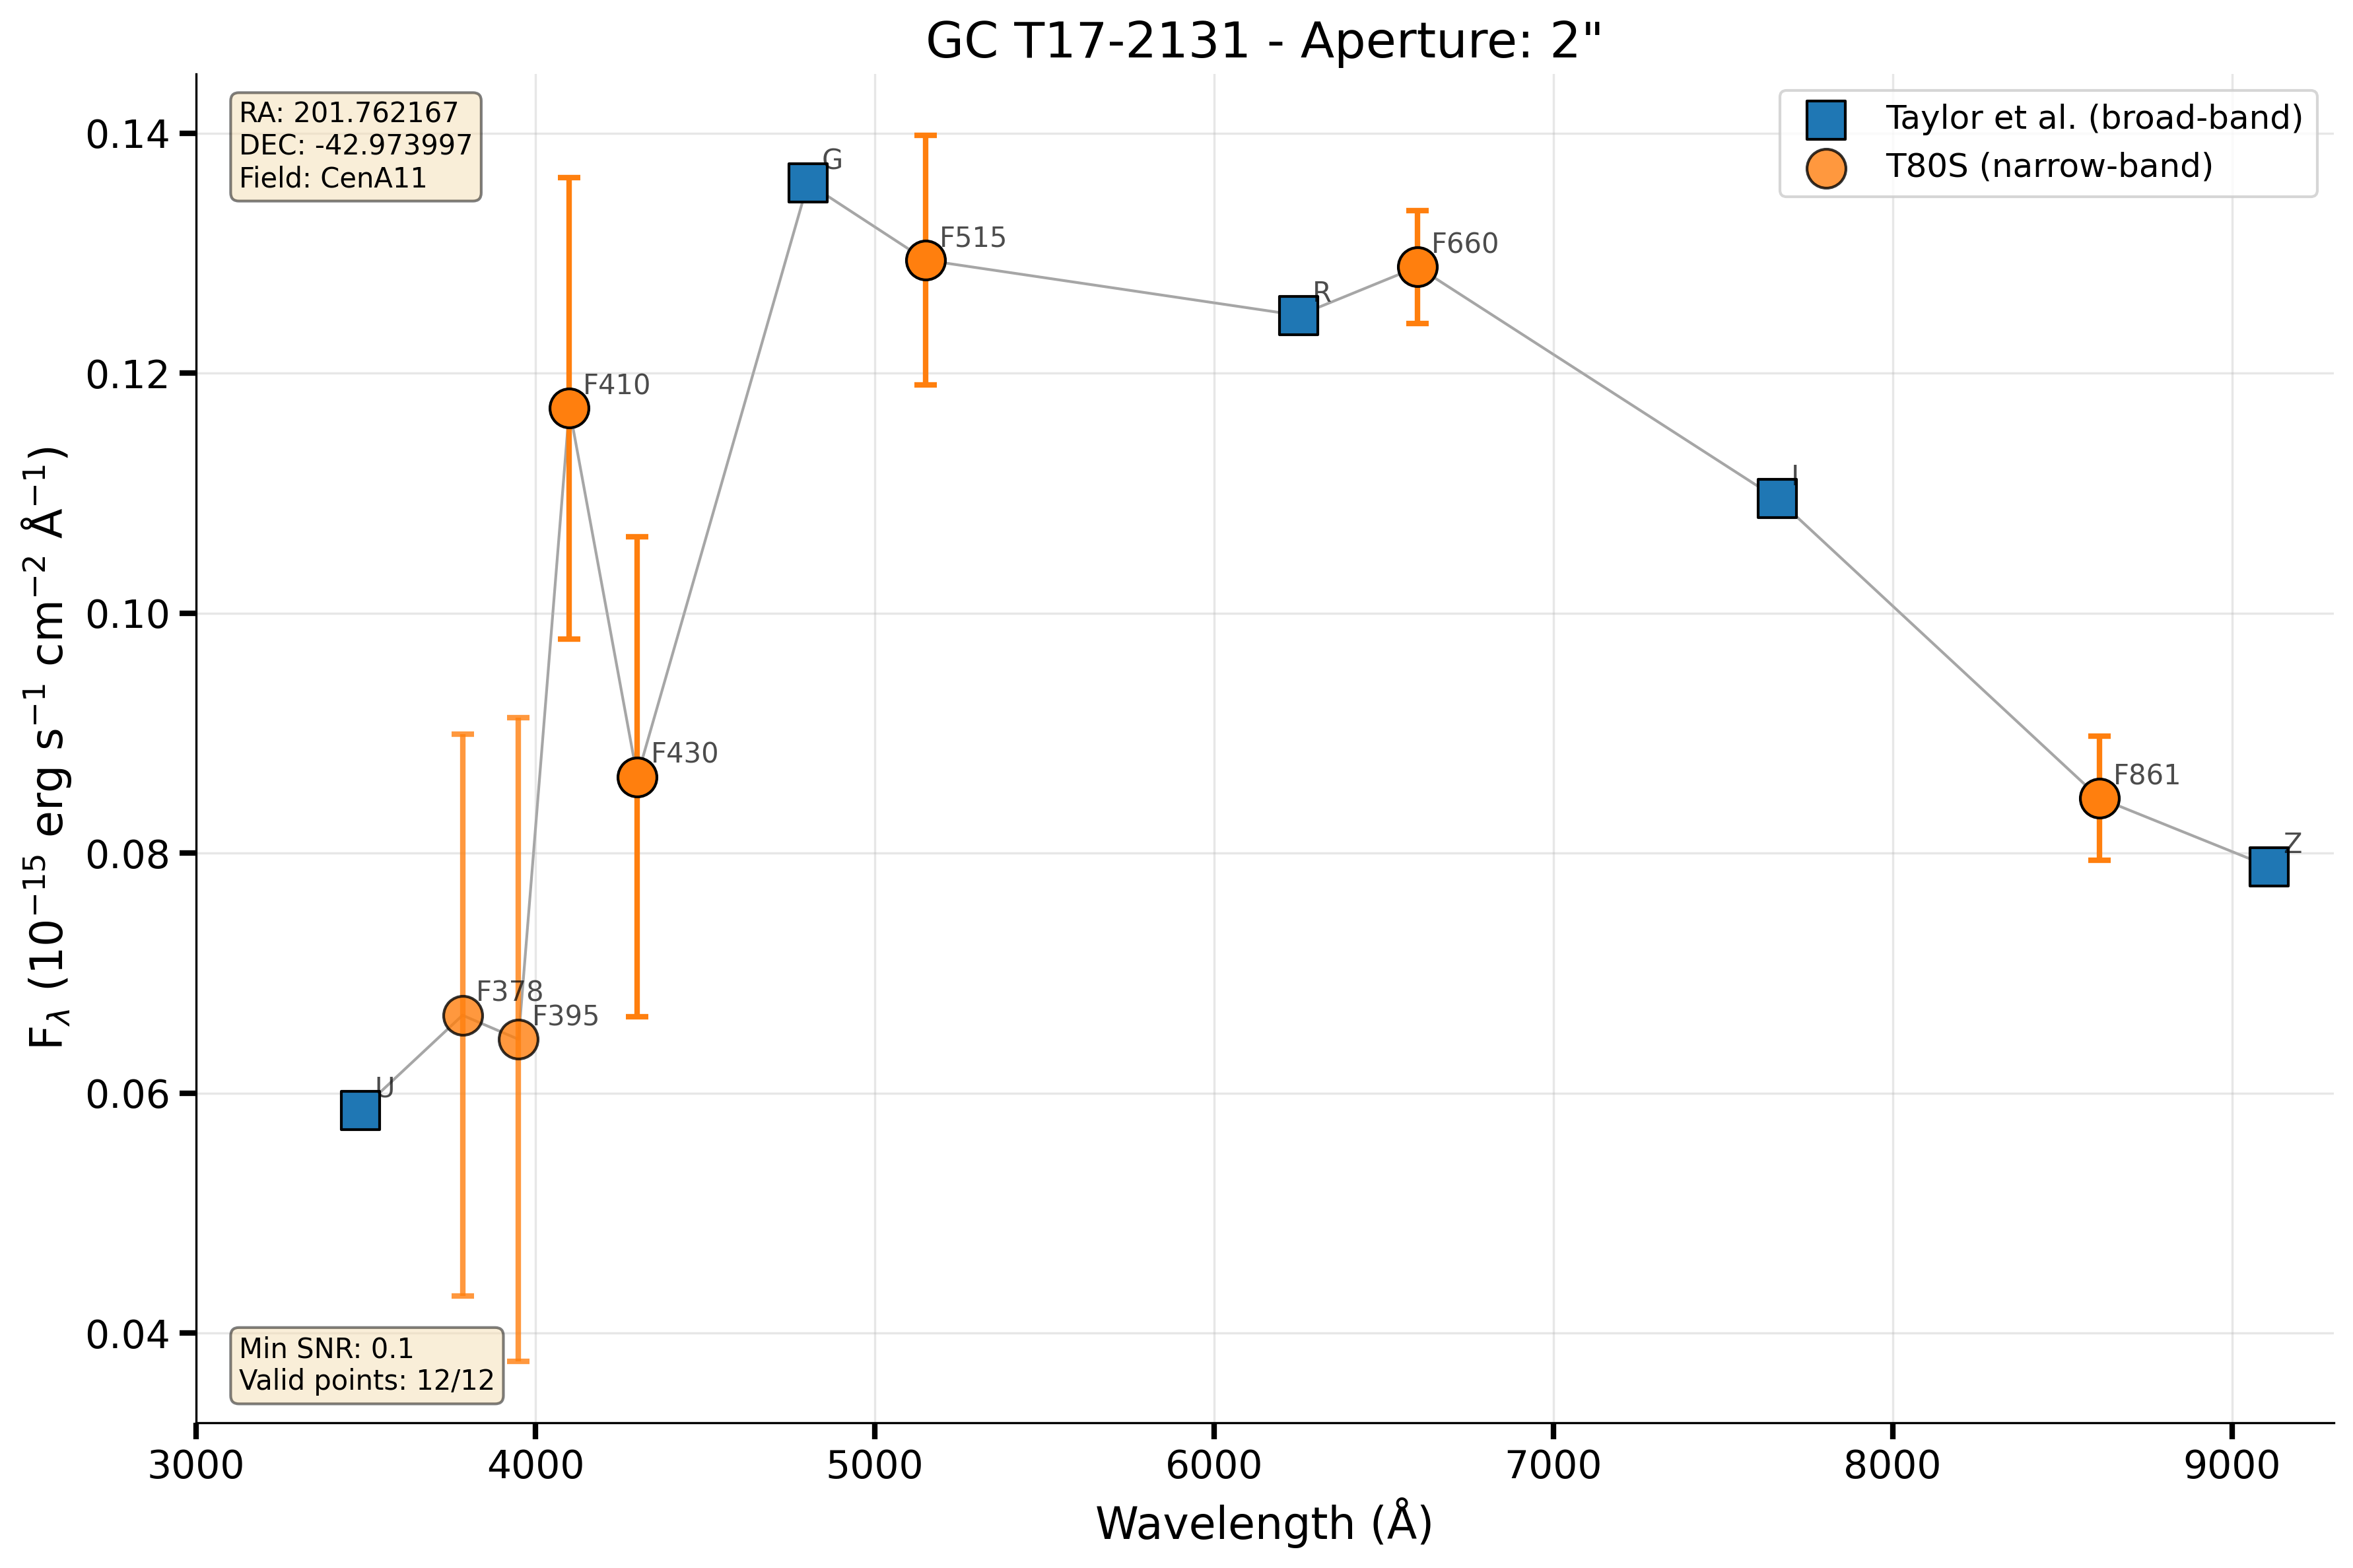 GC T17-2131 - Aperture: 2"
RA: 201.762167
DEC: -42.973997
Field: CenA11
Taylor et al. (broad-band)
T80S (narrow-band)
0.14
0.12
0.10
0.08
0.06
0.04
F_λ (10⁻¹⁵ erg s⁻¹ cm⁻² Å⁻¹)
G
F515
R
F660
F410
I
F430
F861
Z
F378
F395
U
Min SNR: 0.1
Valid points: 12/12
3000 4000 5000 6000 7000 8000 9000
Wavelength (Å)